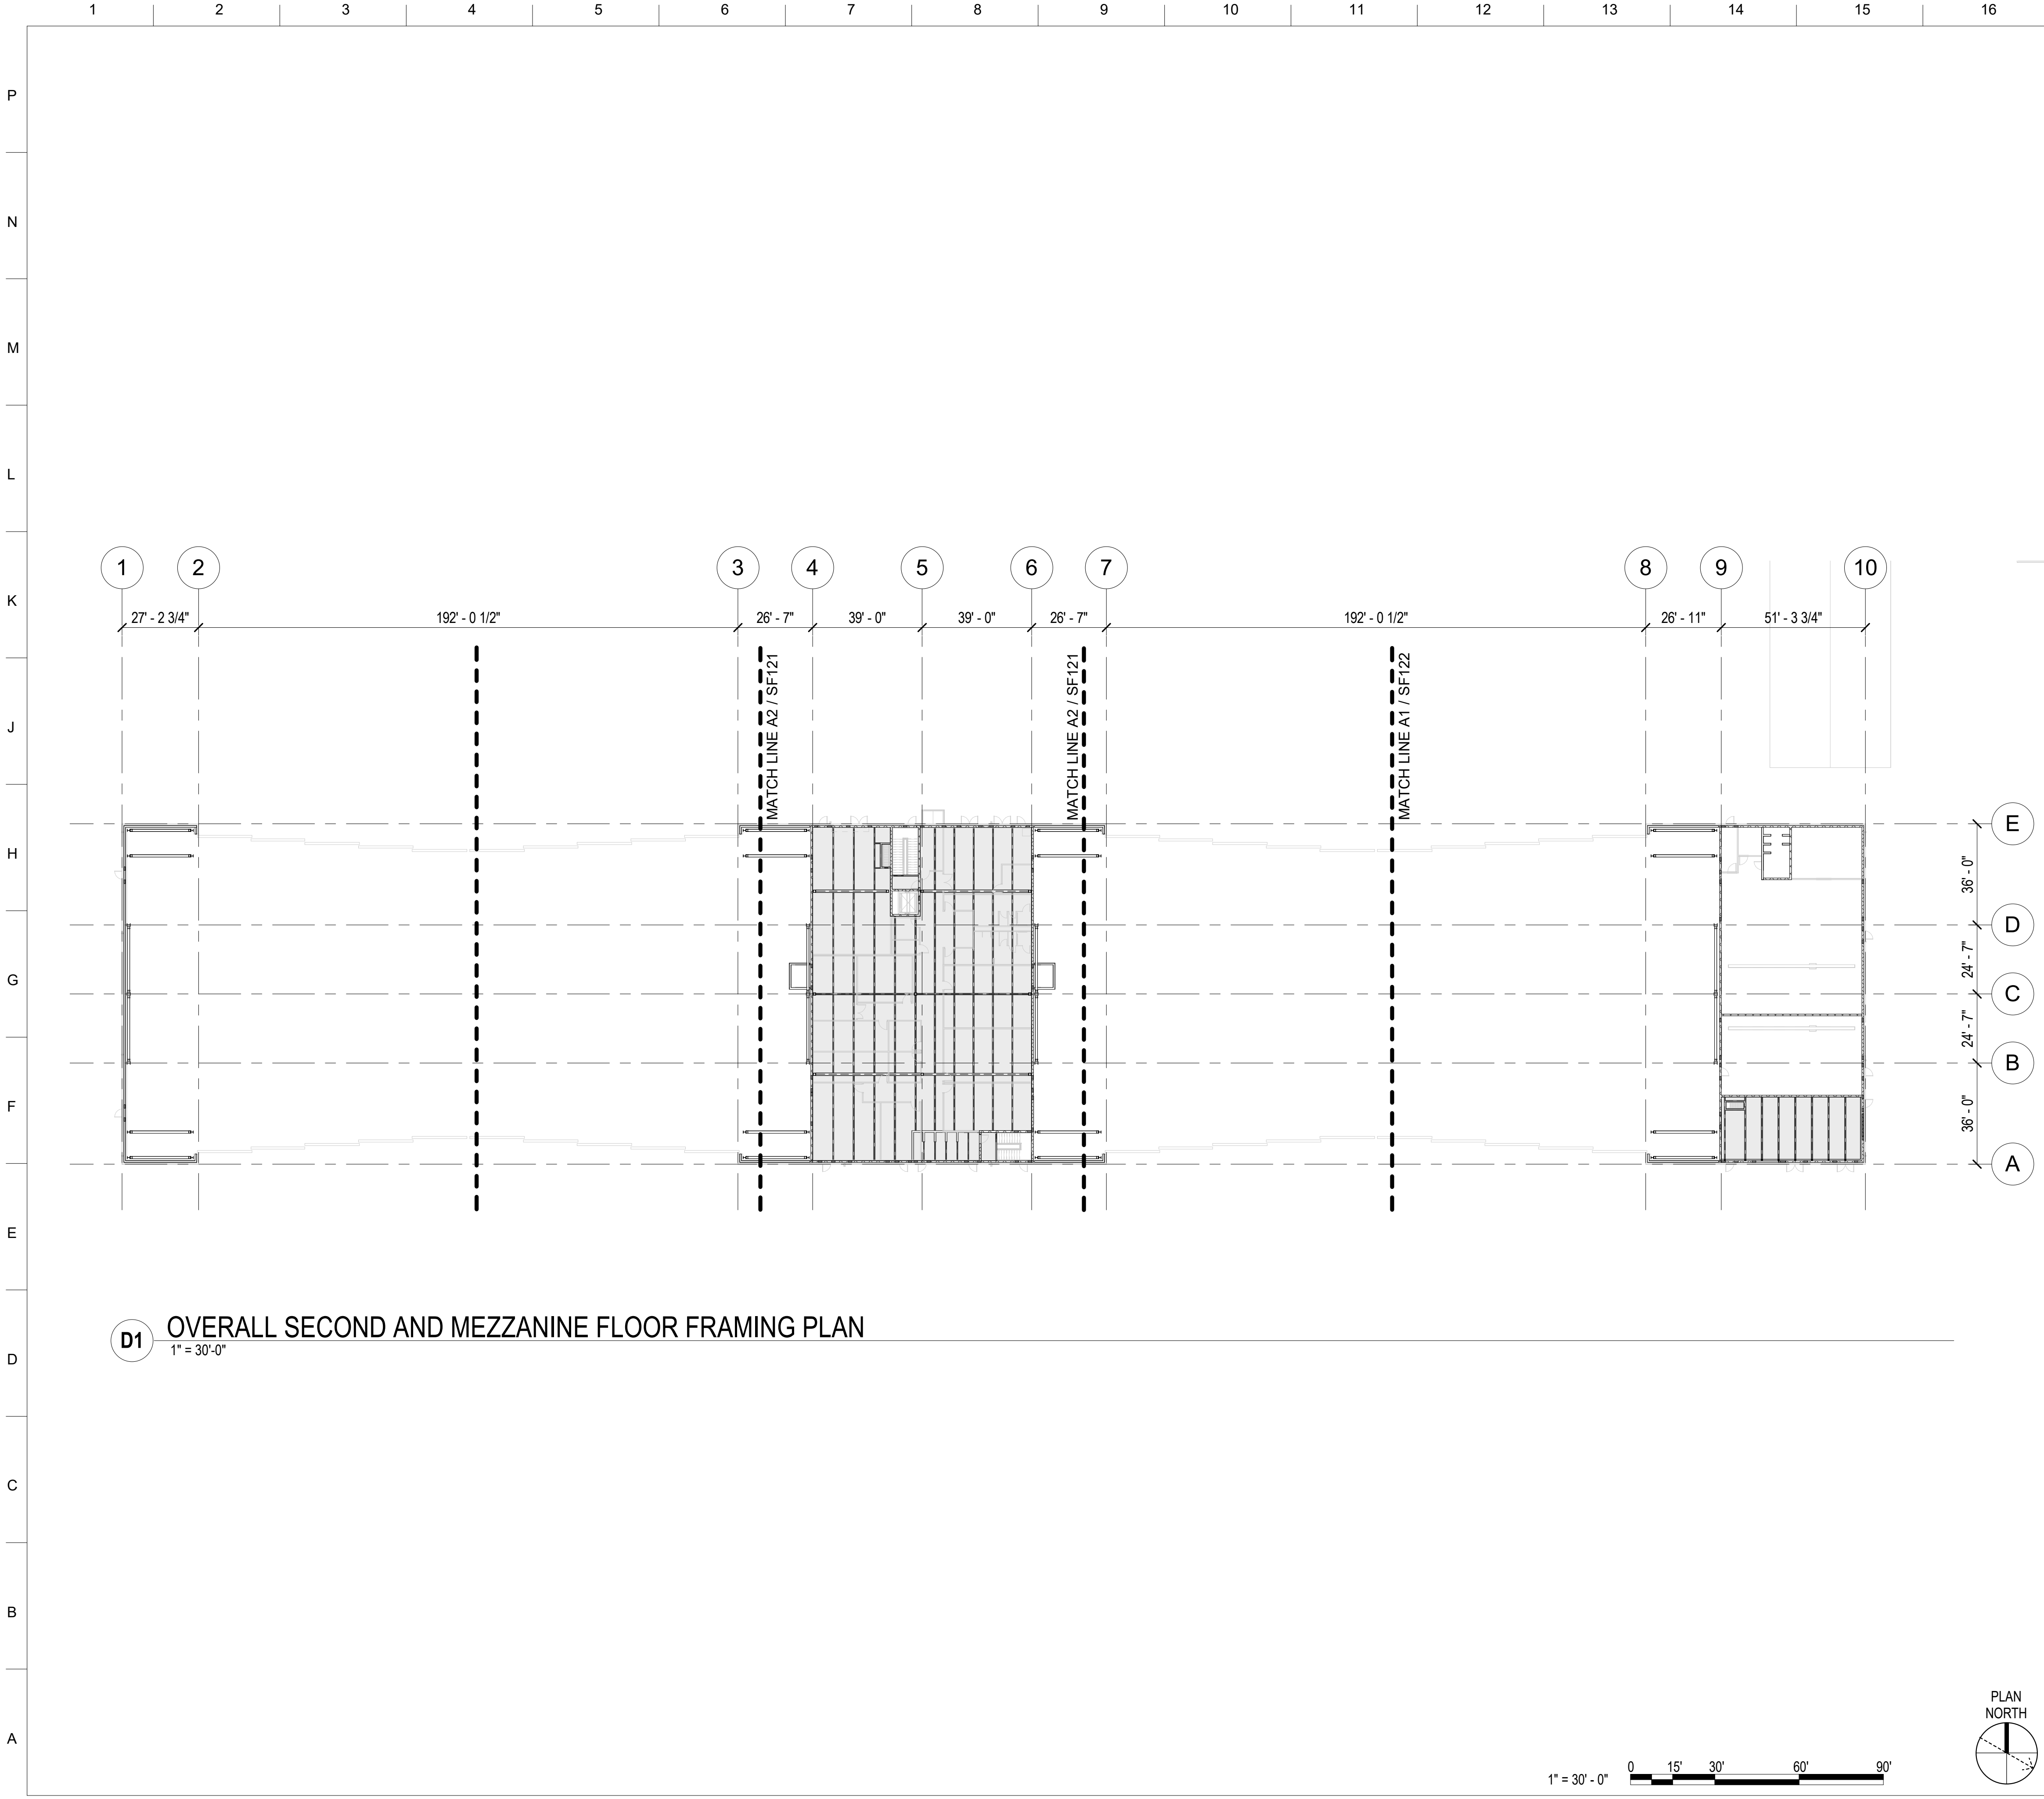 1 2 3 4 5 6 7 8 9 10 11 12 13 14 15 16
P
N
M
L
K
J
H
G
F
E
D
C
B
A
1 2 3 4 5 6 7 8 9 10
27' - 2 3/4" 192' - 0 1/2" 26' - 7" 39' - 0" 39' - 0" 26' - 7" 192' - 0 1/2" 26' - 11" 51' - 3 3/4"
MATCH LINE A2 / SF121
MATCH LINE A2 / SF121
MATCH LINE A1 / SF122
E
36' - 0"
D
24' - 7"
C
24' - 7"
B
36' - 0"
A
D1 OVERALL SECOND AND MEZZANINE FLOOR FRAMING PLAN
1" = 30'-0"
PLAN
NORTH
1" = 30' - 0" 0 15' 30' 60' 90'